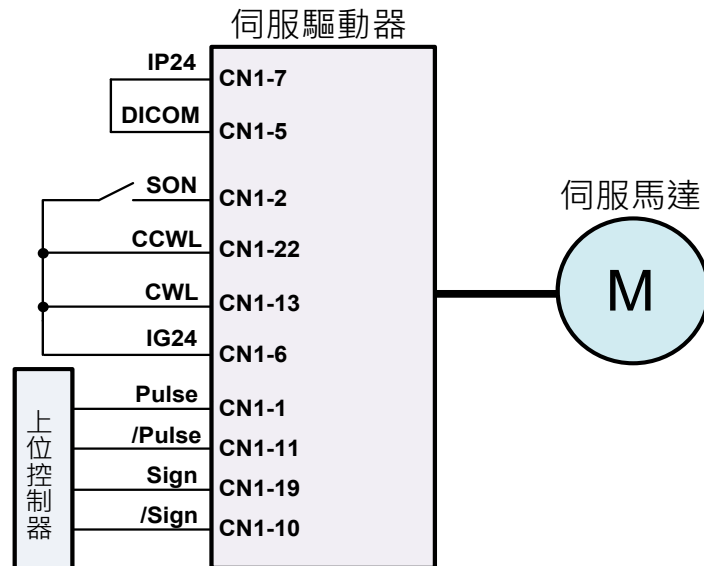 伺服驅動器
IP24 CN1-7
DICOM CN1-5
SON CN1-2
CCWL CN1-22
CWL CN1-13
IG24 CN1-6
Pulse CN1-1
/Pulse CN1-11
Sign CN1-19
/Sign CN1-10
上位控制器
伺服馬達
M